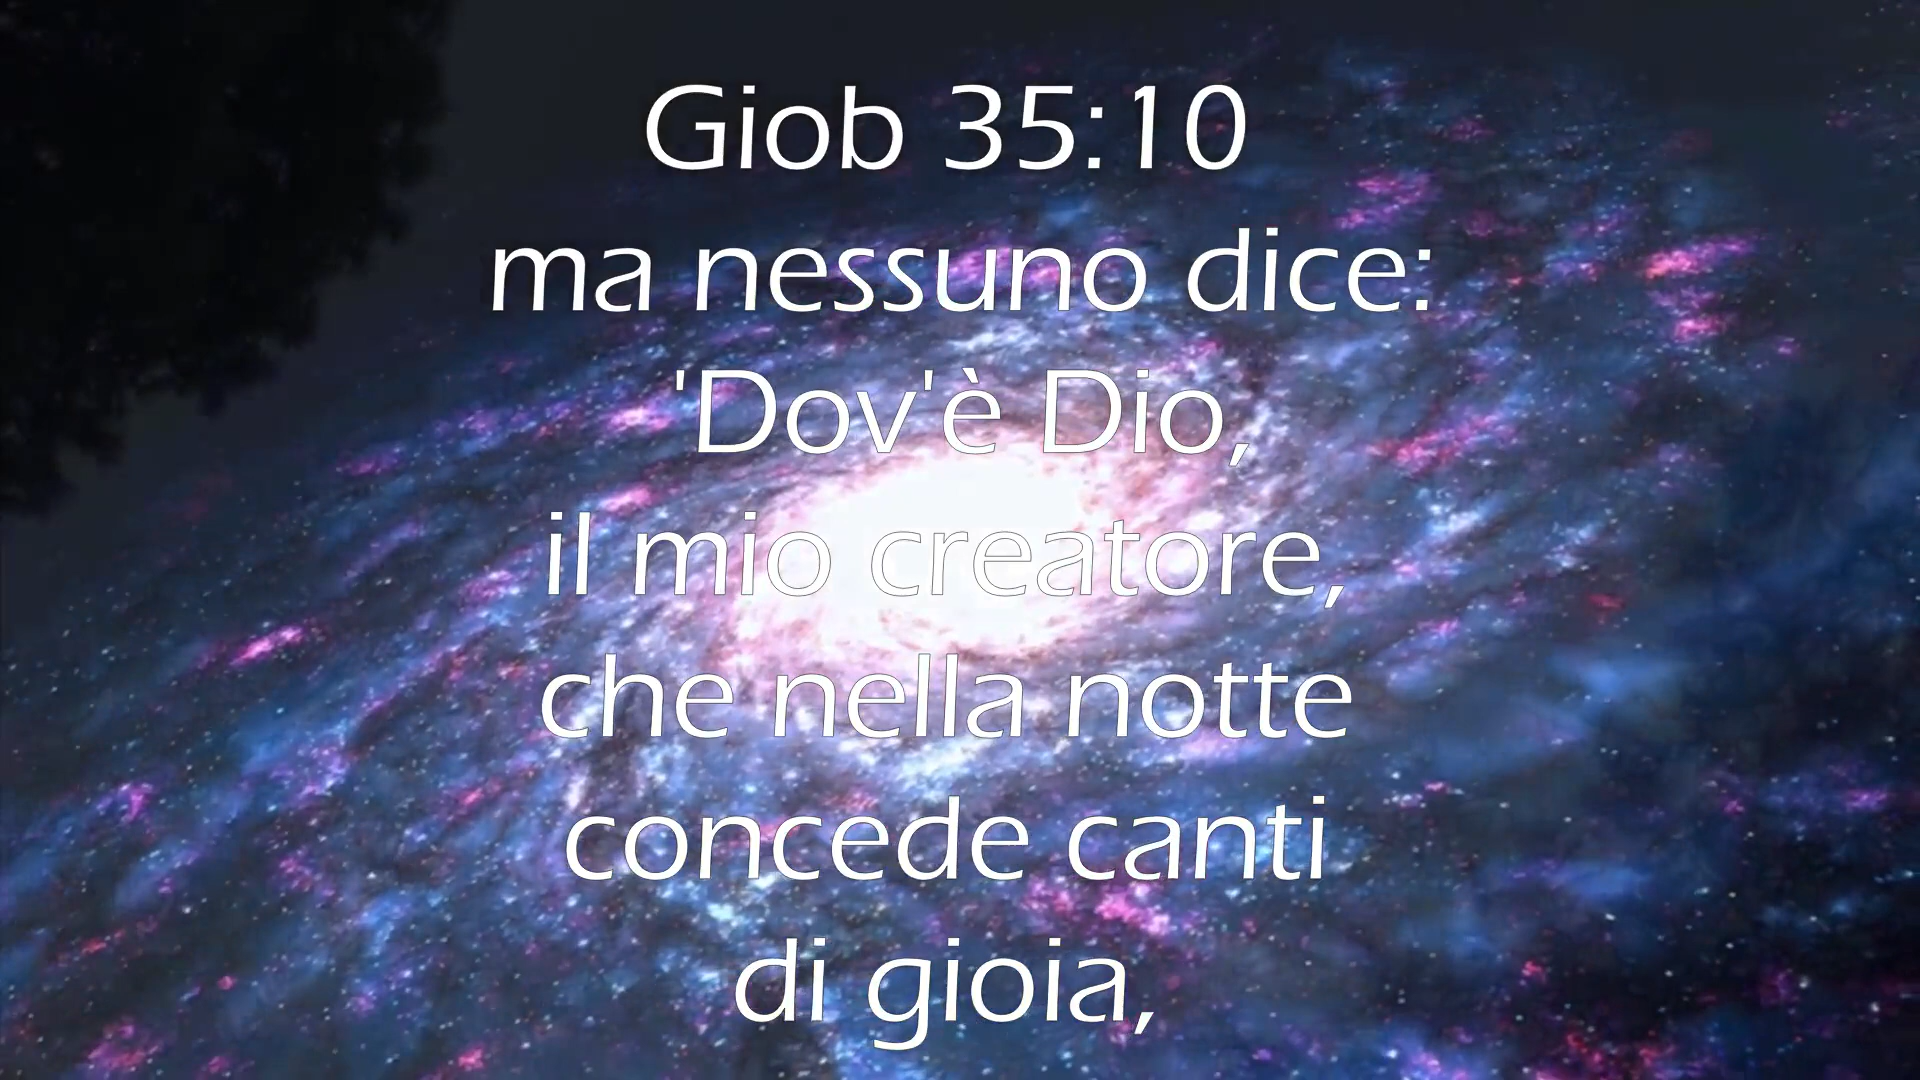 Giob 35:10
ma nessuno dice:
'Dov'è Dio,
il mio creatore,
che nella notte
concede canti
di gioia,